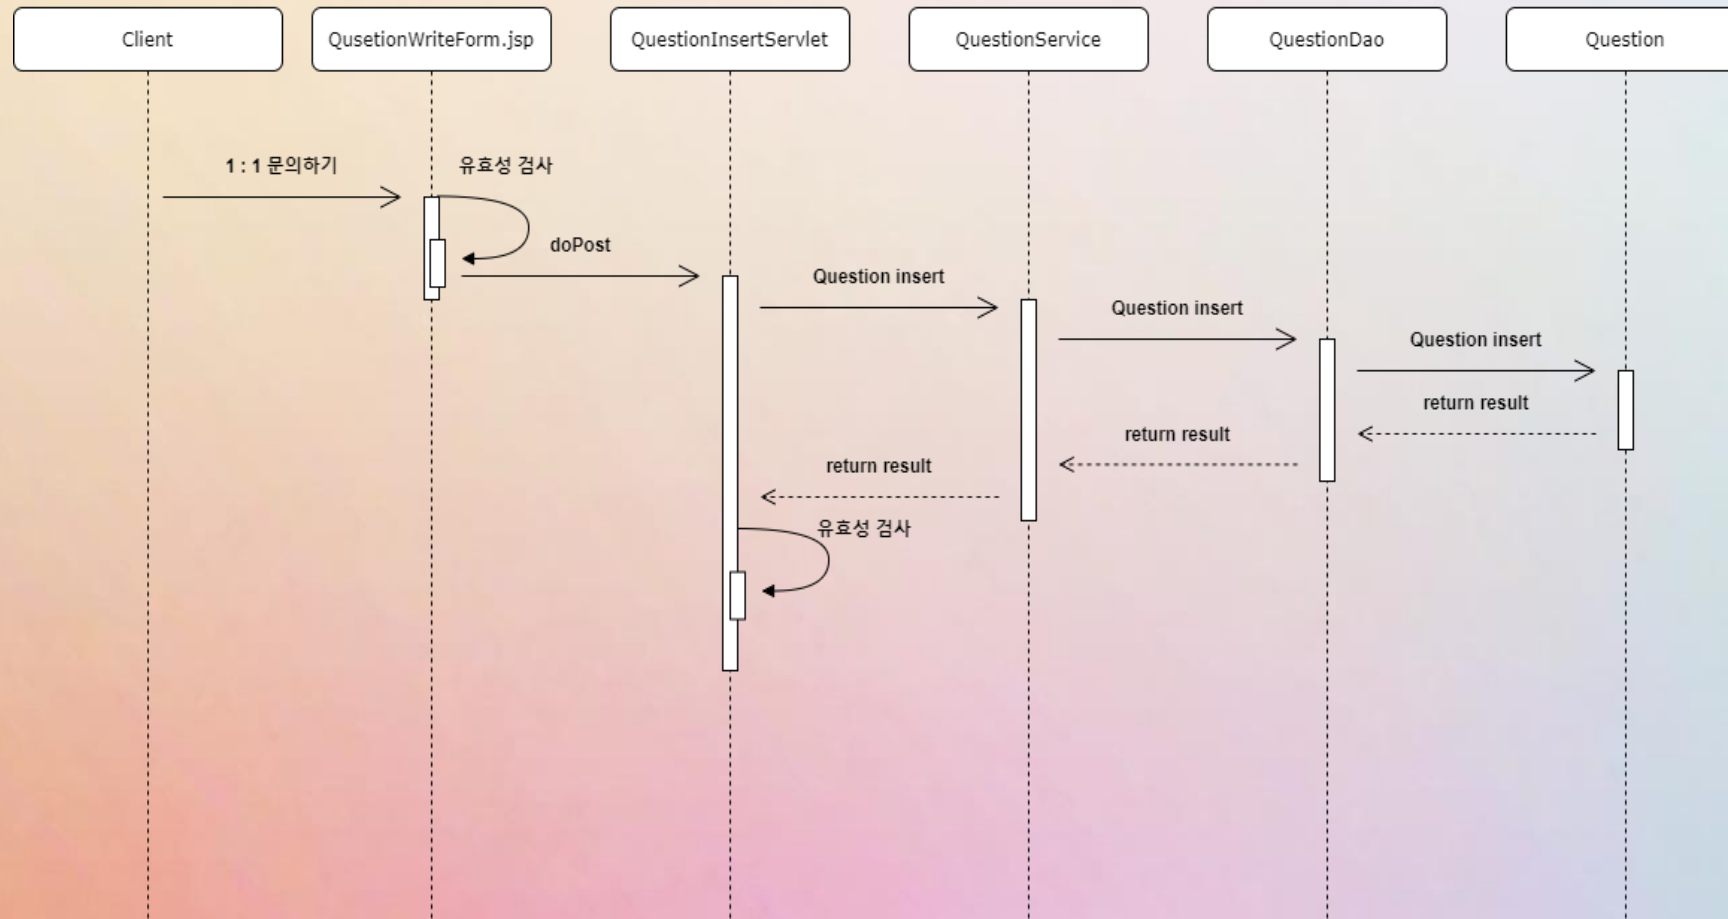 Client
QusetionWriteForm.jsp
QuestionInsertServlet
QuestionService
QuestionDao
Question
1 : 1 문의하기
유효성 검사
doPost
Question insert
Question insert
Question insert
return result
return result
return result
유효성 검사